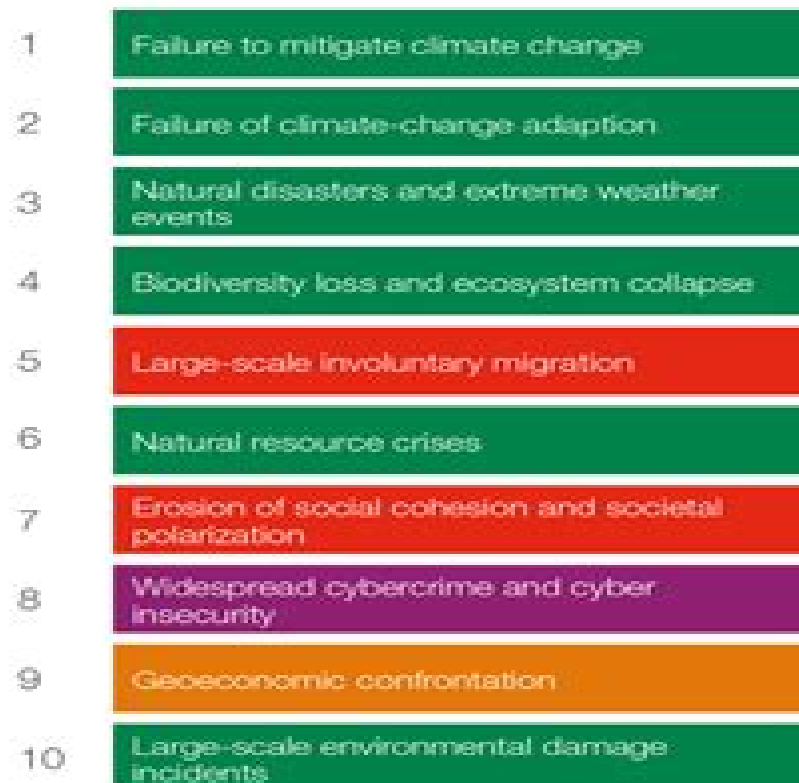 1
Failure to mitigate climate change
2
Failure of climate-change adaption
3
Natural disasters and extreme weather
events
4
Biodiversity loss and ecosystem collapse
5
Large-scale involuntary migration
6
Natural resource crises
7
Erosion of social cohesion and societal
polarization
8
Widespread cybercrime and cyber
insecurity
9
Geoeconomic confrontation
10
Large-scale environmental damage
incidents